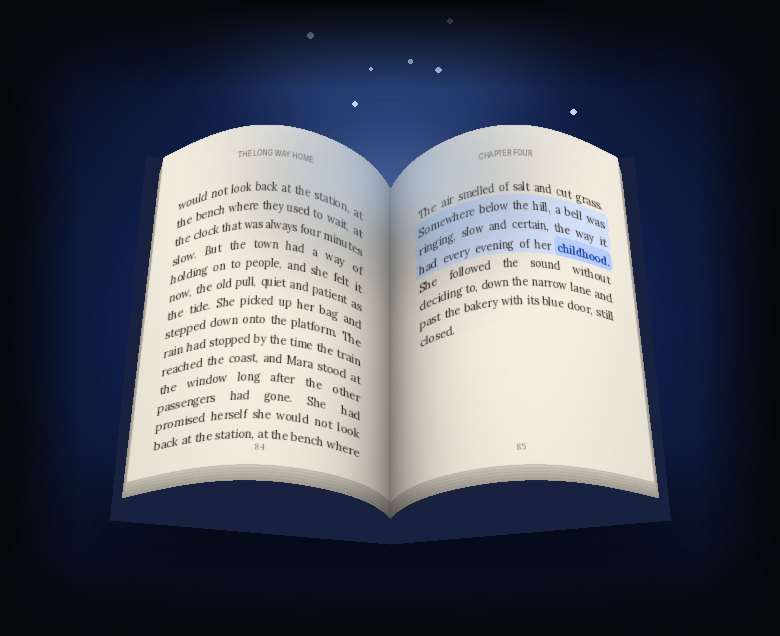 THE LONG WAY HOME
would not look back at the station, at
the bench where they used to wait, at
the clock that was always four minutes
slow. But the town had a way of
holding on to people, and she felt it
now, the old pull, quiet and patient as
the tide. She picked up her bag and
stepped down onto the platform. The
rain had stopped by the time the train
reached the coast, and Mara stood at
the window long after the other
passengers had gone. She had
promised herself she would not look
back at the station, at the bench where
84
CHAPTER FOUR
The air smelled of salt and cut grass.
Somewhere below the hill, a bell was
ringing, slow and certain, the way it
had every evening of her childhood.
She followed the sound without
deciding to, down the narrow lane and
past the bakery with its blue door, still
closed.
85